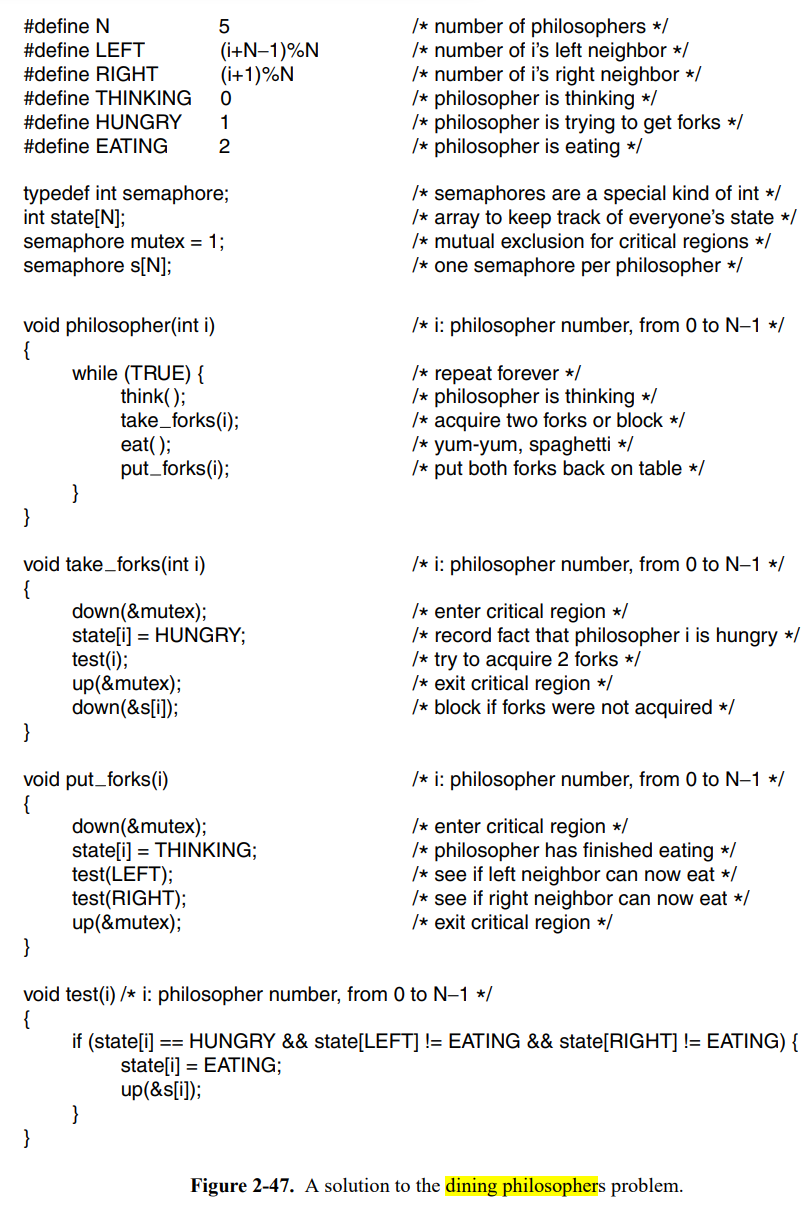 #define N 5 /* number of philosophers */
#define LEFT (i+N−1)%N /* number of i’s left neighbor */
#define RIGHT (i+1)%N /* number of i’s right neighbor */
#define THINKING 0 /* philosopher is thinking */
#define HUNGRY 1 /* philosopher is trying to get forks */
#define EATING 2 /* philosopher is eating */
typedef int semaphore; /* semaphores are a special kind of int */
int state[N]; /* array to keep track of everyone’s state */
semaphore mutex = 1; /* mutual exclusion for critical regions */
semaphore s[N]; /* one semaphore per philosopher */
void philosopher(int i) /* i: philosopher number, from 0 to N−1 */
{
while (TRUE) { /* repeat forever */
think( ); /* philosopher is thinking */
take_forks(i); /* acquire two forks or block */
eat( ); /* yum-yum, spaghetti */
put_forks(i); /* put both forks back on table */
}
}
void take_forks(int i) /* i: philosopher number, from 0 to N−1 */
{
down(&mutex); /* enter critical region */
state[i] = HUNGRY; /* record fact that philosopher i is hungry */
test(i); /* try to acquire 2 forks */
up(&mutex); /* exit critical region */
down(&s[i]); /* block if forks were not acquired */
}
void put_forks(i) /* i: philosopher number, from 0 to N−1 */
{
down(&mutex); /* enter critical region */
state[i] = THINKING; /* philosopher has finished eating */
test(LEFT); /* see if left neighbor can now eat */
test(RIGHT); /* see if right neighbor can now eat */
up(&mutex); /* exit critical region */
}
void test(i) /* i: philosopher number, from 0 to N−1 */
{
if (state[i] == HUNGRY && state[LEFT] != EATING && state[RIGHT] != EATING) {
state[i] = EATING;
up(&s[i]);
}
}
Figure 2-47. A solution to the dining philosophers problem.